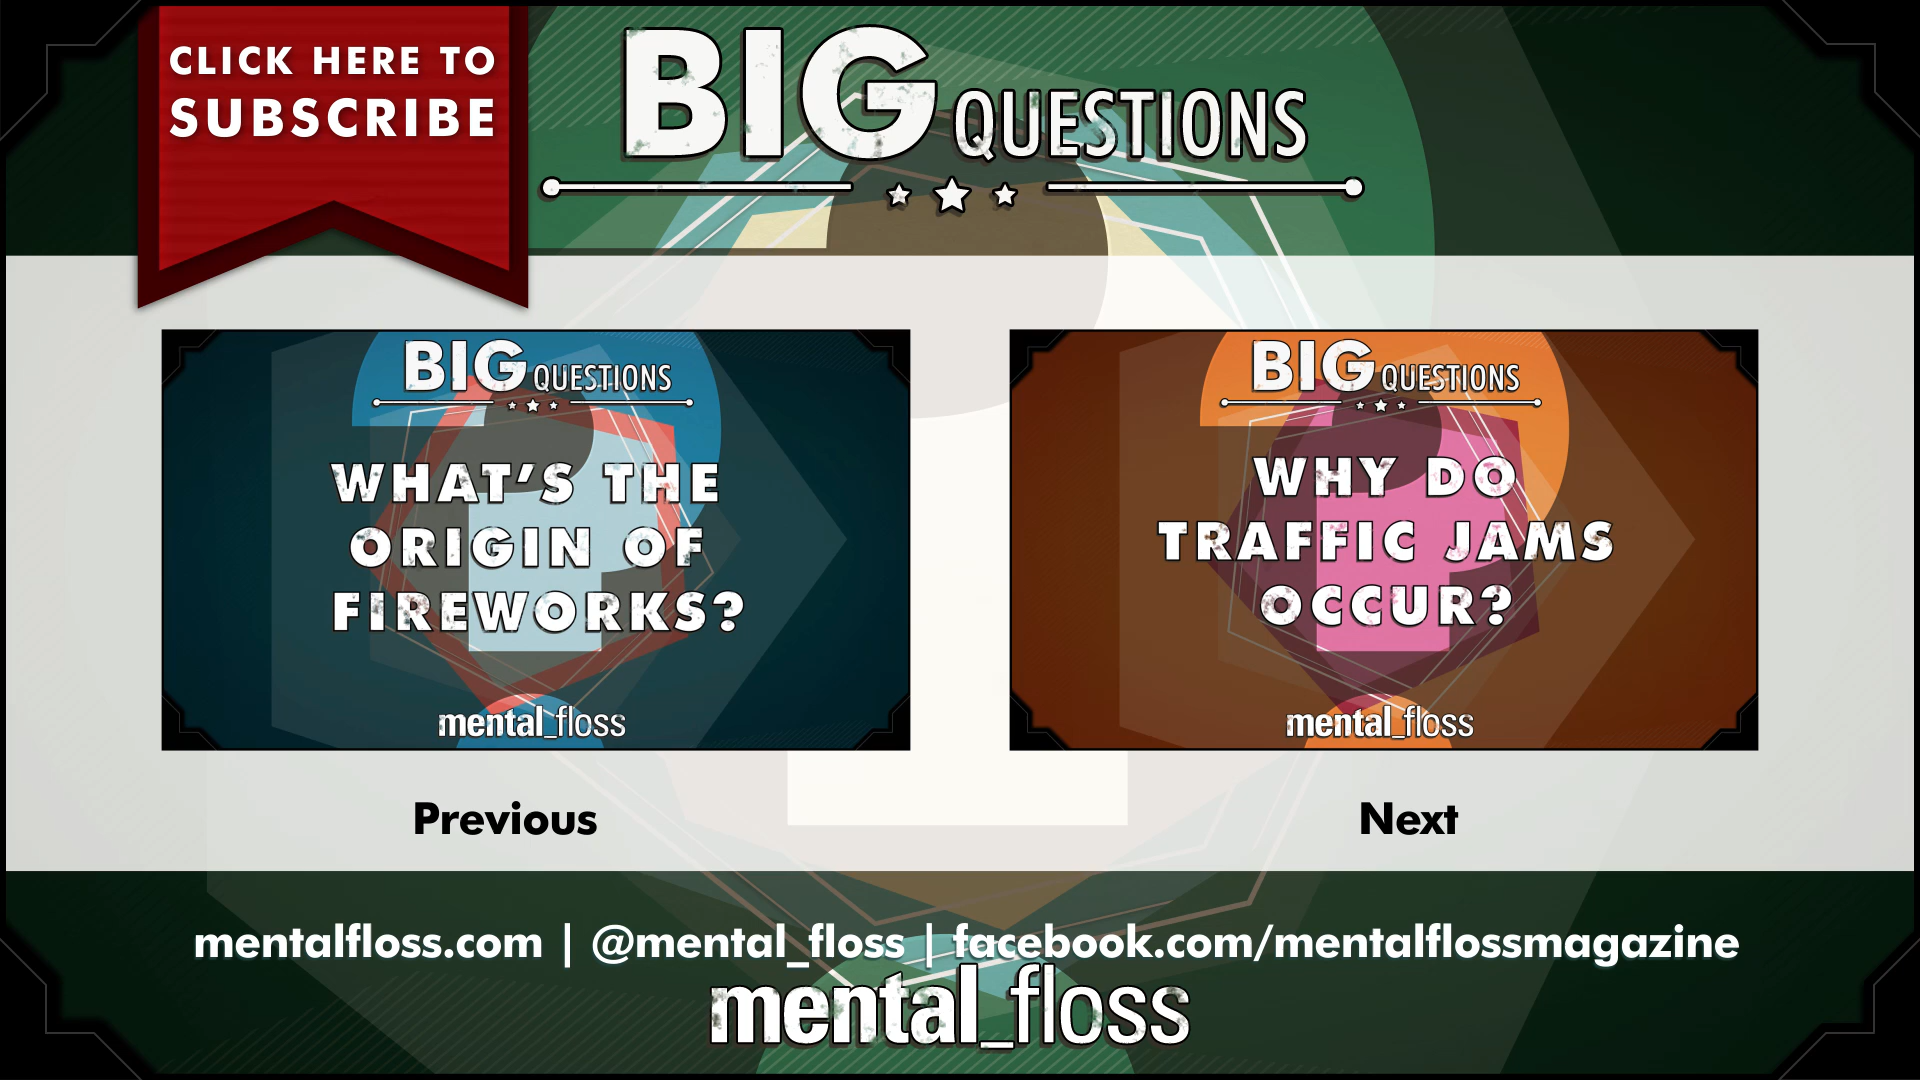 CLICK HERE TO
SUBSCRIBE
BIG QUESTIONS
BIG QUESTIONS
WHAT'S THE
ORIGIN OF
FIREWORKS?
mental_floss
Previous
BIG QUESTIONS
WHY DO
TRAFFIC JAMS
OCCUR?
mental_floss
Next
mentalfloss.com | @mental_floss | facebook.com/mentalflossmagazine
mental_floss